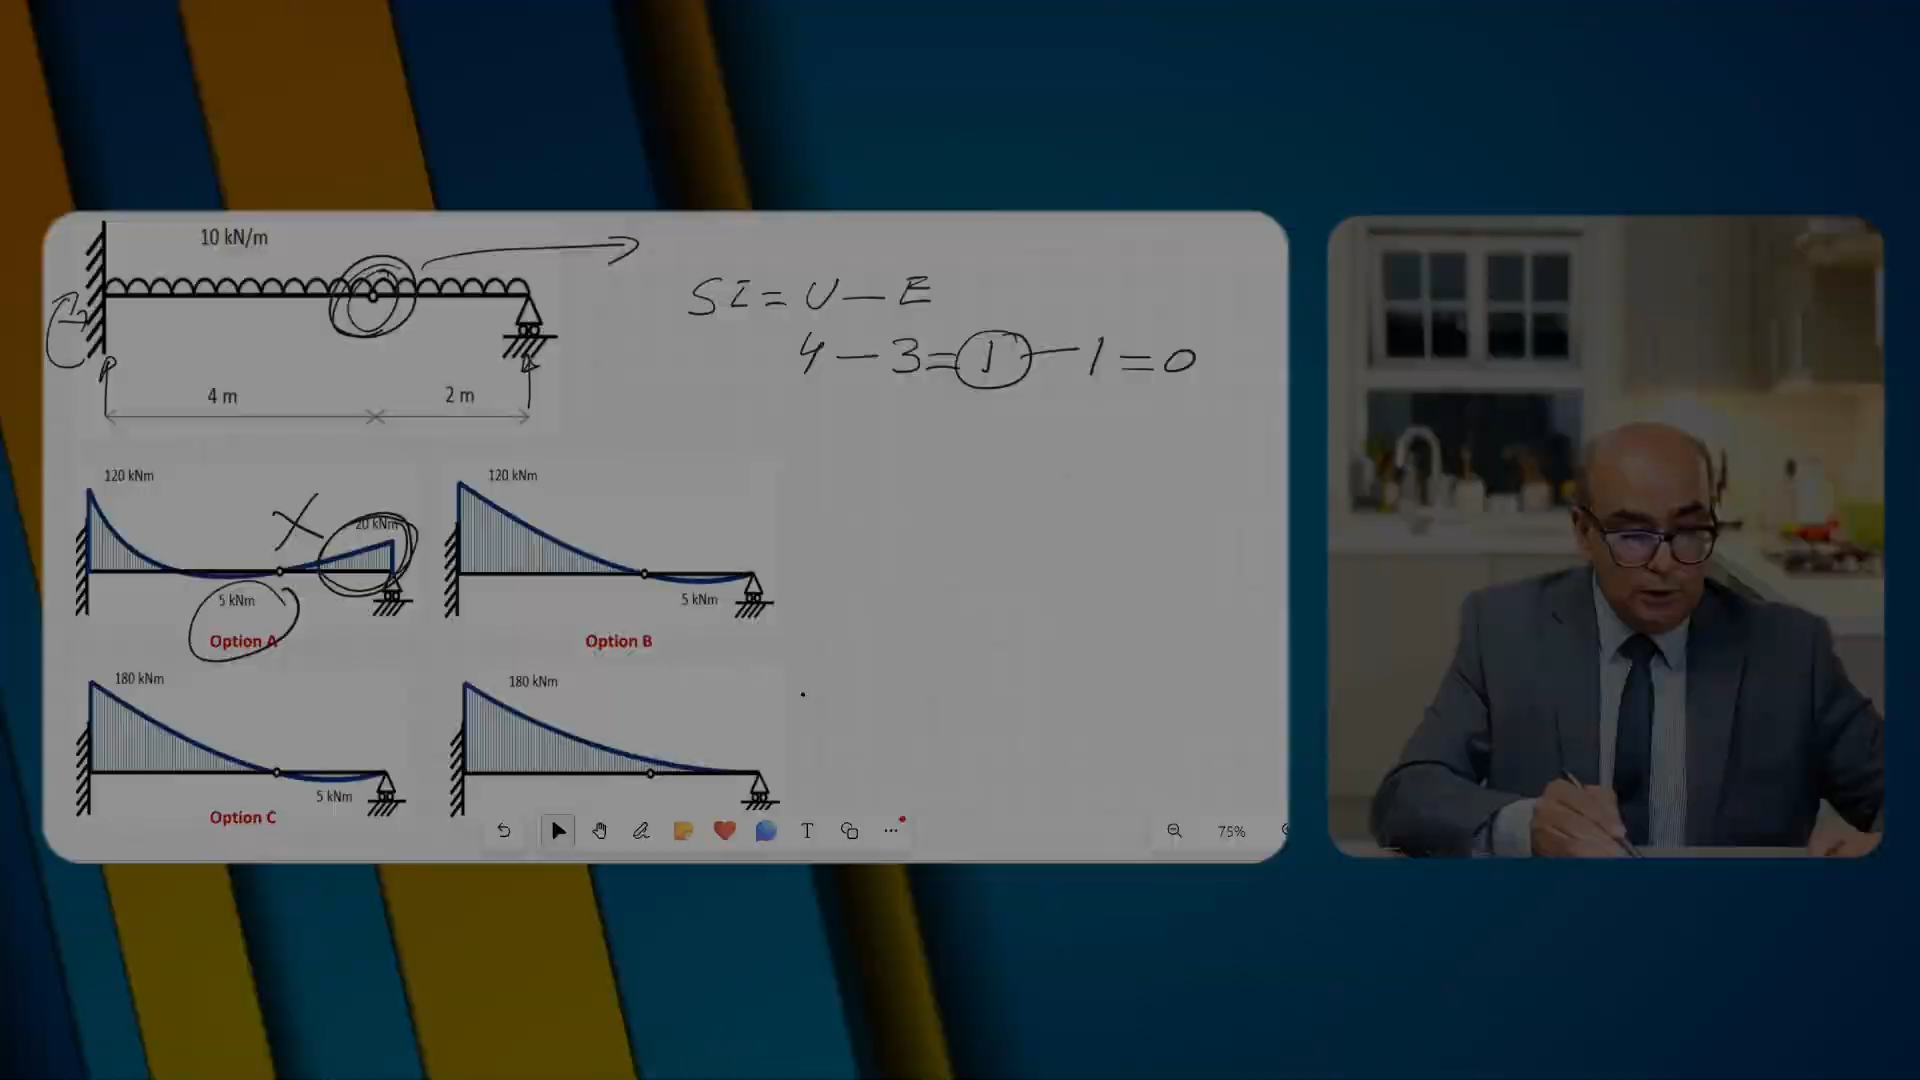 10 kN/m
SI = U - E
4 - 3 = 1 - 1 = 0
4 m
2 m
120 kNm
120 kNm
20 kNm
5 kNm
5 kNm
Option A
Option B
180 kNm
180 kNm
5 kNm
Option C
T
75%